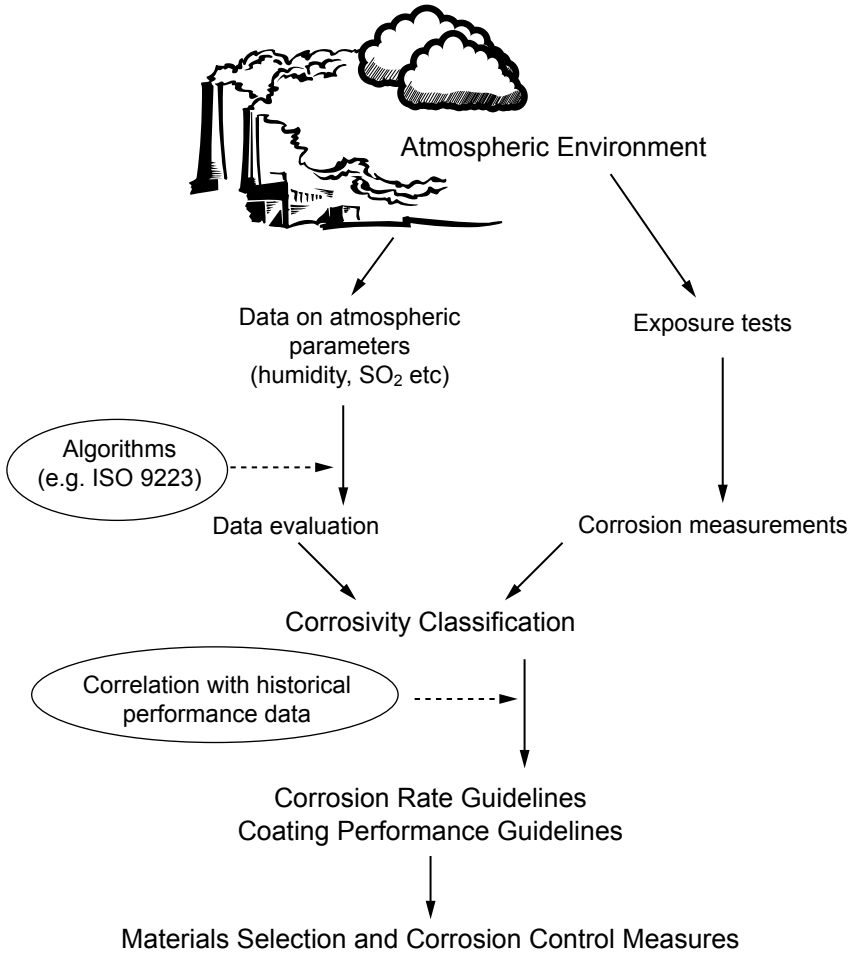 Atmospheric Environment
Data on atmospheric
parameters
(humidity, SO₂ etc)
Exposure tests
Algorithms
(e.g. ISO 9223)
Data evaluation
Corrosion measurements
Corrosivity Classification
Correlation with historical
performance data
Corrosion Rate Guidelines
Coating Performance Guidelines
Materials Selection and Corrosion Control Measures